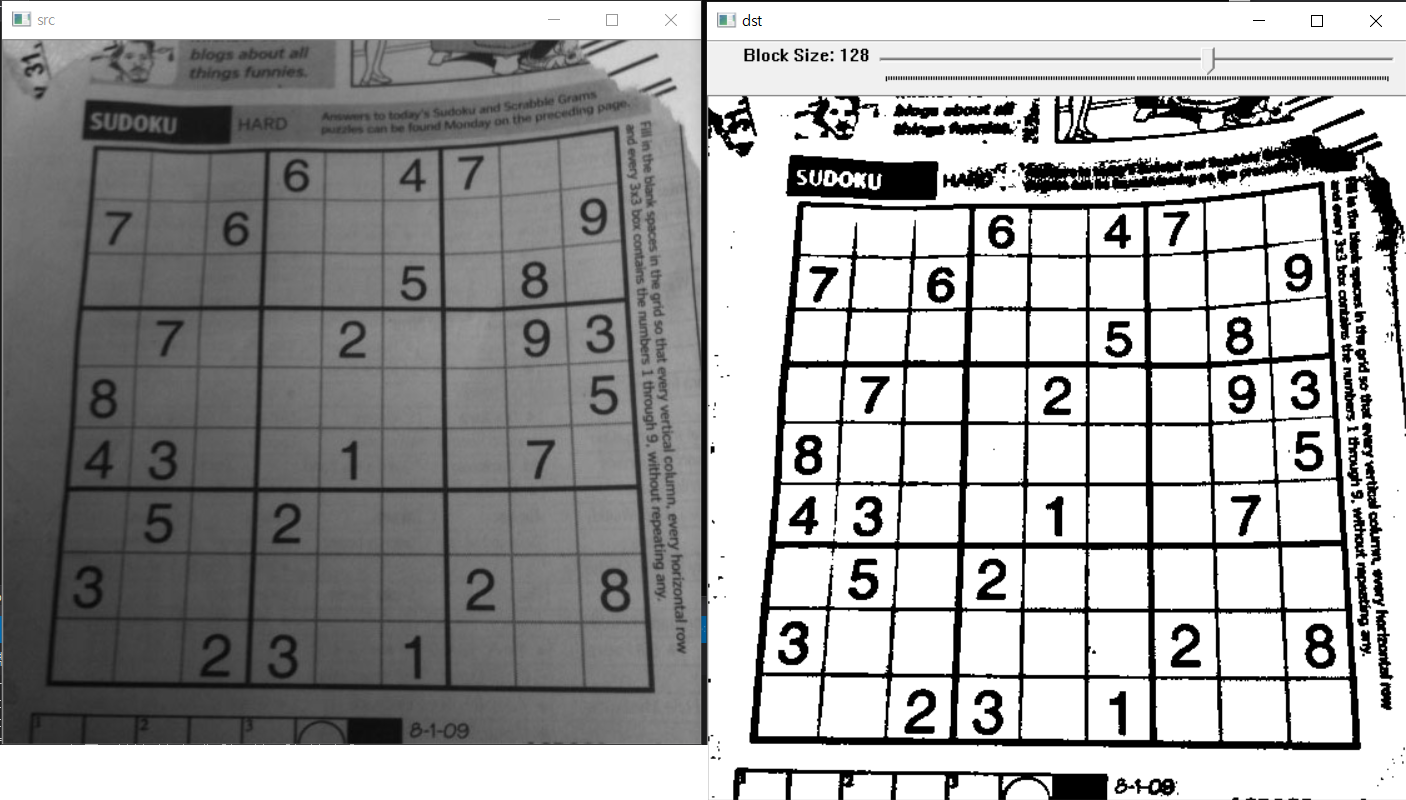 src
31,
blogs about all
things funnies.
SUDOKU
HARD
Answers to today's Sudoku and Scrabble Grams
puzzles can be found Monday on the preceding page.
Fill in the blank spaces in the grid so that every vertical column, every horizontal row
and every 3x3 box contains the numbers 1 through 9, without repeating any.
6 4 7
7 6 9
5 8
7 2 9 3
8 5
4 3 1 7
5 2
3 2 8
2 3 1
1 2 3
8-1-09
dst
Block Size: 128
31,
blogs about all
things funnies.
SUDOKU
HARD
Fill in the blank spaces in the grid so that every vertical column, every horizontal row
and every 3x3 box contains the numbers 1 through 9, without repeating any.
6 4 7
7 6 9
5 8
7 2 9 3
8 5
4 3 1 7
5 2
3 2 8
2 3 1
1 2 3
8-1-09